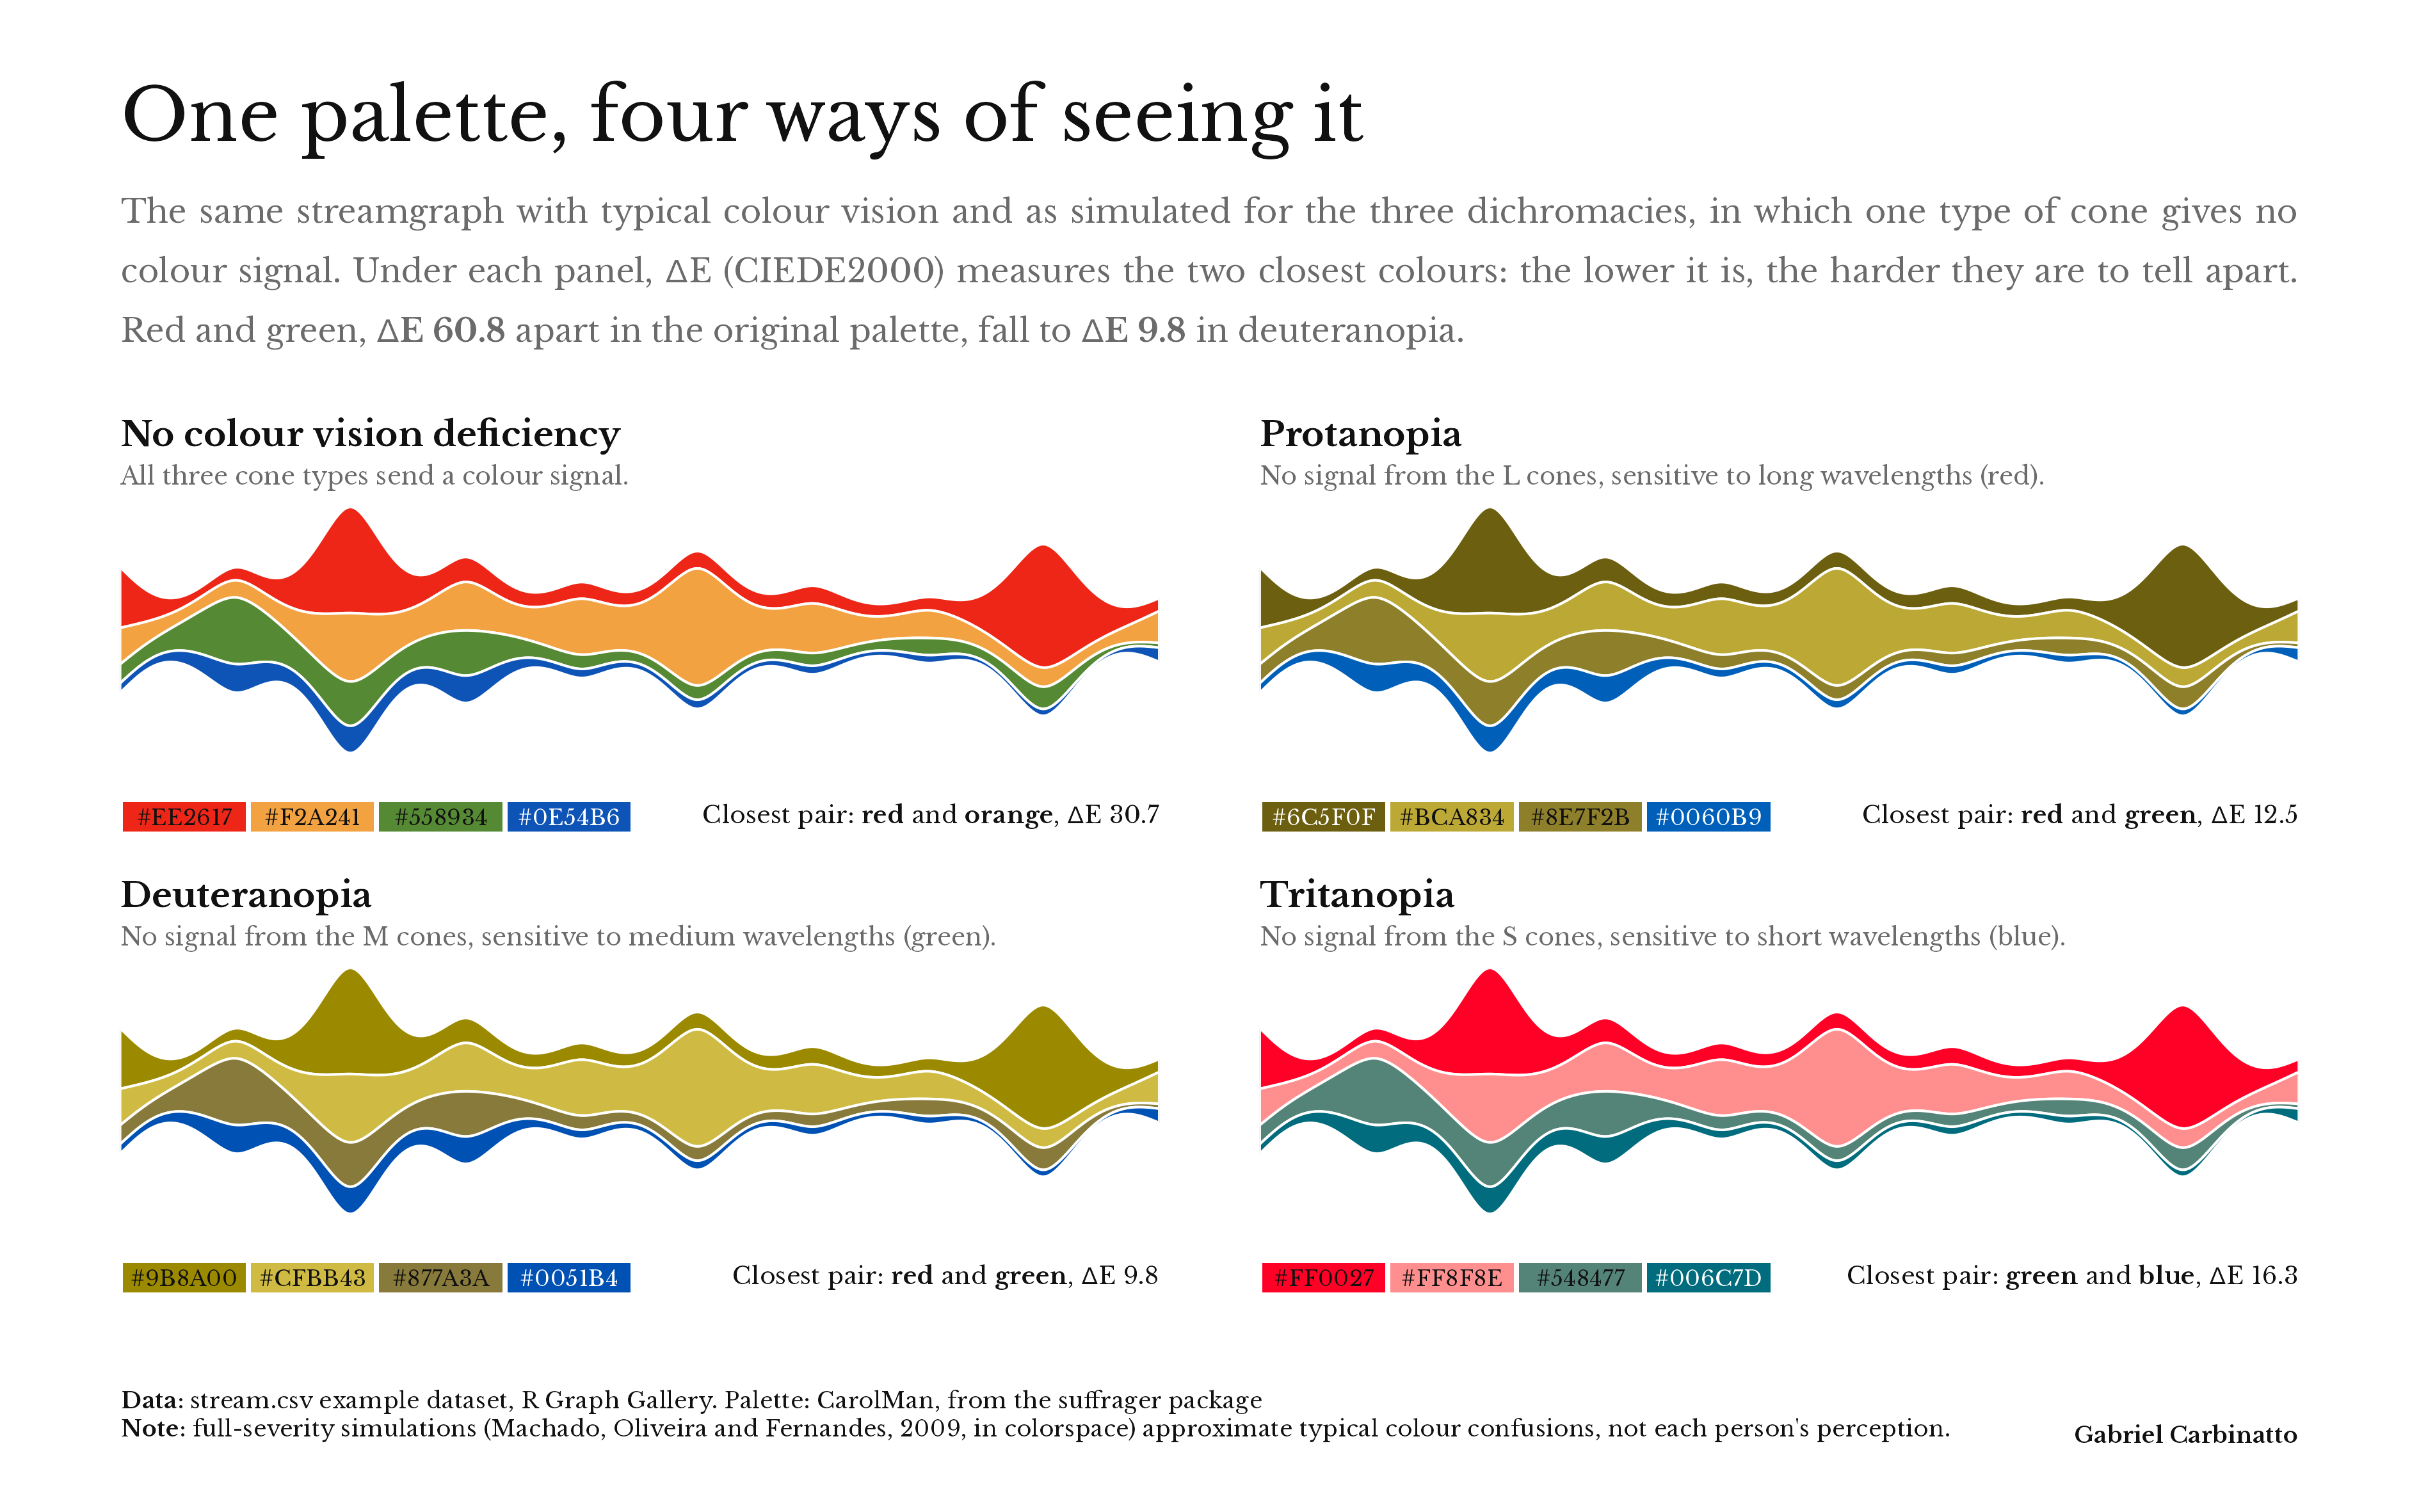 One palette, four ways of seeing it
The same streamgraph with typical colour vision and as simulated for the three dichromacies, in which one type of cone gives no
colour signal. Under each panel, ΔE (CIEDE2000) measures the two closest colours: the lower it is, the harder they are to tell apart.
Red and green, ΔE 60.8 apart in the original palette, fall to ΔE 9.8 in deuteranopia.
No colour vision deficiency
All three cone types send a colour signal.
#EE2617 #F2A241 #558934 #0E54B6
Closest pair: red and orange, ΔE 30.7
Protanopia
No signal from the L cones, sensitive to long wavelengths (red).
#6C5F0F #BCA834 #8E7F2B #0060B9
Closest pair: red and green, ΔE 12.5
Deuteranopia
No signal from the M cones, sensitive to medium wavelengths (green).
#9B8A00 #CFBB43 #877A3A #0051B4
Closest pair: red and green, ΔE 9.8
Tritanopia
No signal from the S cones, sensitive to short wavelengths (blue).
#FF0027 #FF8F8E #548477 #006C7D
Closest pair: green and blue, ΔE 16.3
Data: stream.csv example dataset, R Graph Gallery. Palette: CarolMan, from the suffrager package
Note: full-severity simulations (Machado, Oliveira and Fernandes, 2009, in colorspace) approximate typical colour confusions, not each person's perception.
Gabriel Carbinatto